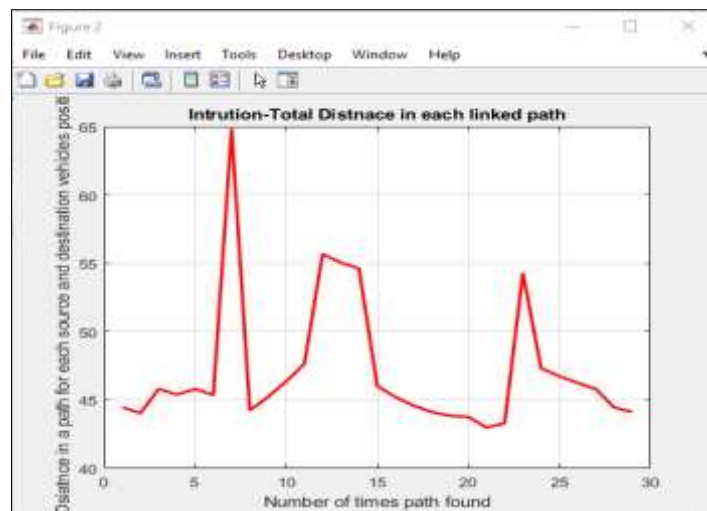 Figure 2
File Edit View Insert Tools Desktop Window Help
Intrution-Total Distnace in each linked path
Dsiatnce in a path for each source and destination vehicles positi
65
60
55
50
45
40
0 5 10 15 20 25 30
Number of times path found